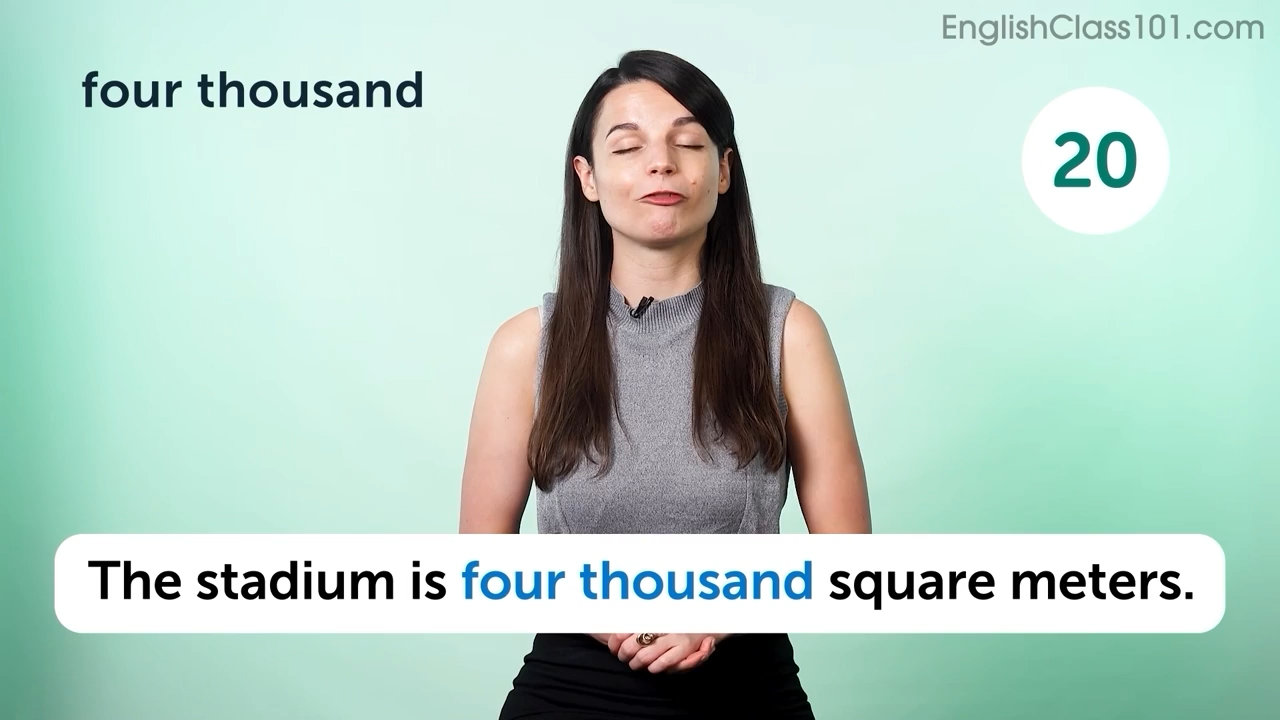 EnglishClass101.com
four thousand
20
The stadium is four thousand square meters.